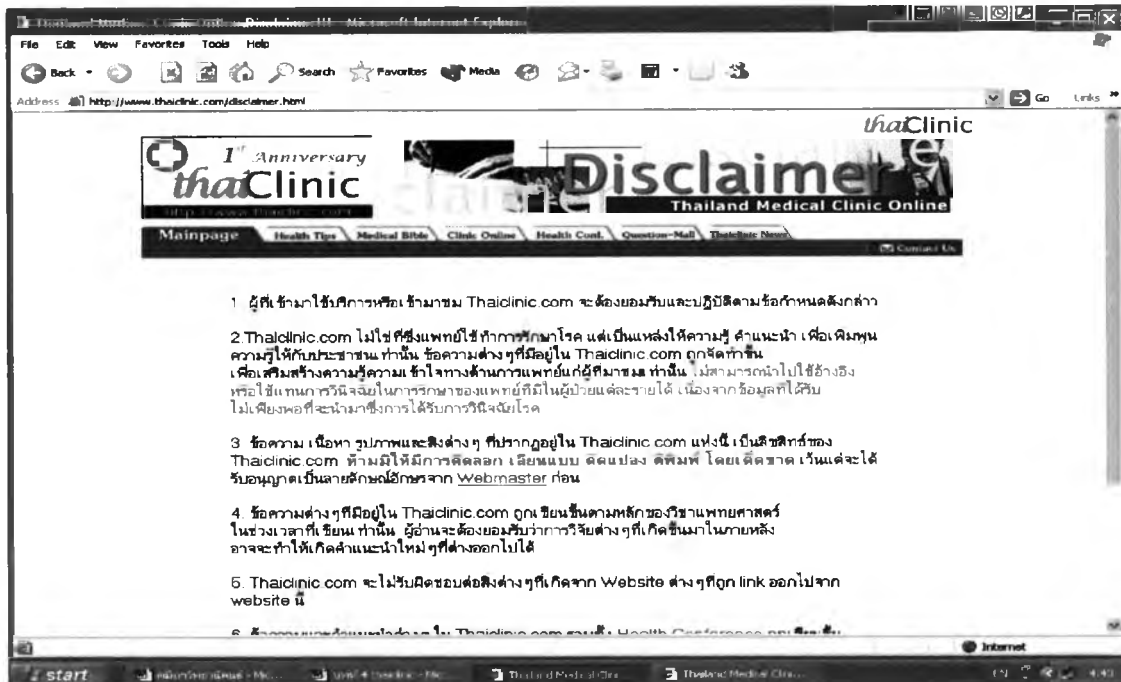 Disclaimer Microsoft Internet Explorer
File Edit View Favorites Tools Help
Back Search Favorites Media
Address http://www.thaiclinic.com/disclaimer.html Go Links
thaiClinic
1st Anniversary
thaiClinic
Disclaimer
Thailand Medical Clinic Online
Mainpage Health Tips Medical Bible Clinic Online Health Conf. Question-Mall Thaiclinic News
Contact Us
1. ผู้ที่เข้ามาใช้บริการหรือเข้ามาชม Thaiclinic.com จะต้องยอมรับและปฏิบัติตามข้อกำหนดดังกล่าว
2.Thaiclinic.com ไม่ใช่ที่ซึ่งแพทย์ใช้ทำการรักษาโรค แต่เป็นแหล่งให้ความรู้ คำแนะนำ เพื่อเพิ่มพูน
ความรู้ให้กับประชาชนเท่านั้น ข้อความต่างๆที่มีอยู่ใน Thaiclinic.com ถูกจัดทำขึ้น
เพื่อเสริมสร้างความรู้ความเข้าใจทางด้านการแพทย์แก่ผู้ที่มาชมเท่านั้น ไม่สามารถนำไปใช้อ้างอิง
หรือใช้แทนการวินิจฉัยในการรักษาของแพทย์ที่มีในผู้ป่วยแต่ละรายได้ เนื่องจากข้อมูลที่ได้รับ
ไม่เพียงพอที่จะนำมาซึ่งการได้รับการวินิจฉัยโรค
3. ข้อความ เนื้อหา รูปภาพและสิ่งต่างๆ ที่ปรากฏอยู่ใน Thaiclinic.com แห่งนี้ เป็นลิขสิทธ์ของ
Thaiclinic.com ห้ามมิให้มีการคัดลอก เลียนแบบ ดัดแปลง ตีพิมพ์ โดยเด็ดขาด เว้นแต่จะได้
รับอนุญาตเป็นลายลักษณ์อักษรจาก Webmaster ก่อน
4. ข้อความต่างๆที่มีอยู่ใน Thaiclinic.com ถูกเขียนขึ้นตามหลักของวิชาแพทยศาสตร์
ในช่วงเวลาที่เขียนเท่านั้น ผู้อ่านจะต้องยอมรับว่าการวิจัยต่างๆที่เกิดขึ้นมาในภายหลัง
อาจจะทำให้เกิดคำแนะนำใหม่ๆที่ต่างออกไปได้
5. Thaiclinic.com จะไม่รับผิดชอบต่อสิ่งต่างๆที่เกิดจาก Website ต่างๆที่ถูก link ออกไปจาก
website นี้
Internet
start Thailand Medical Clinic Thailand Medical Clinic EN 4:43